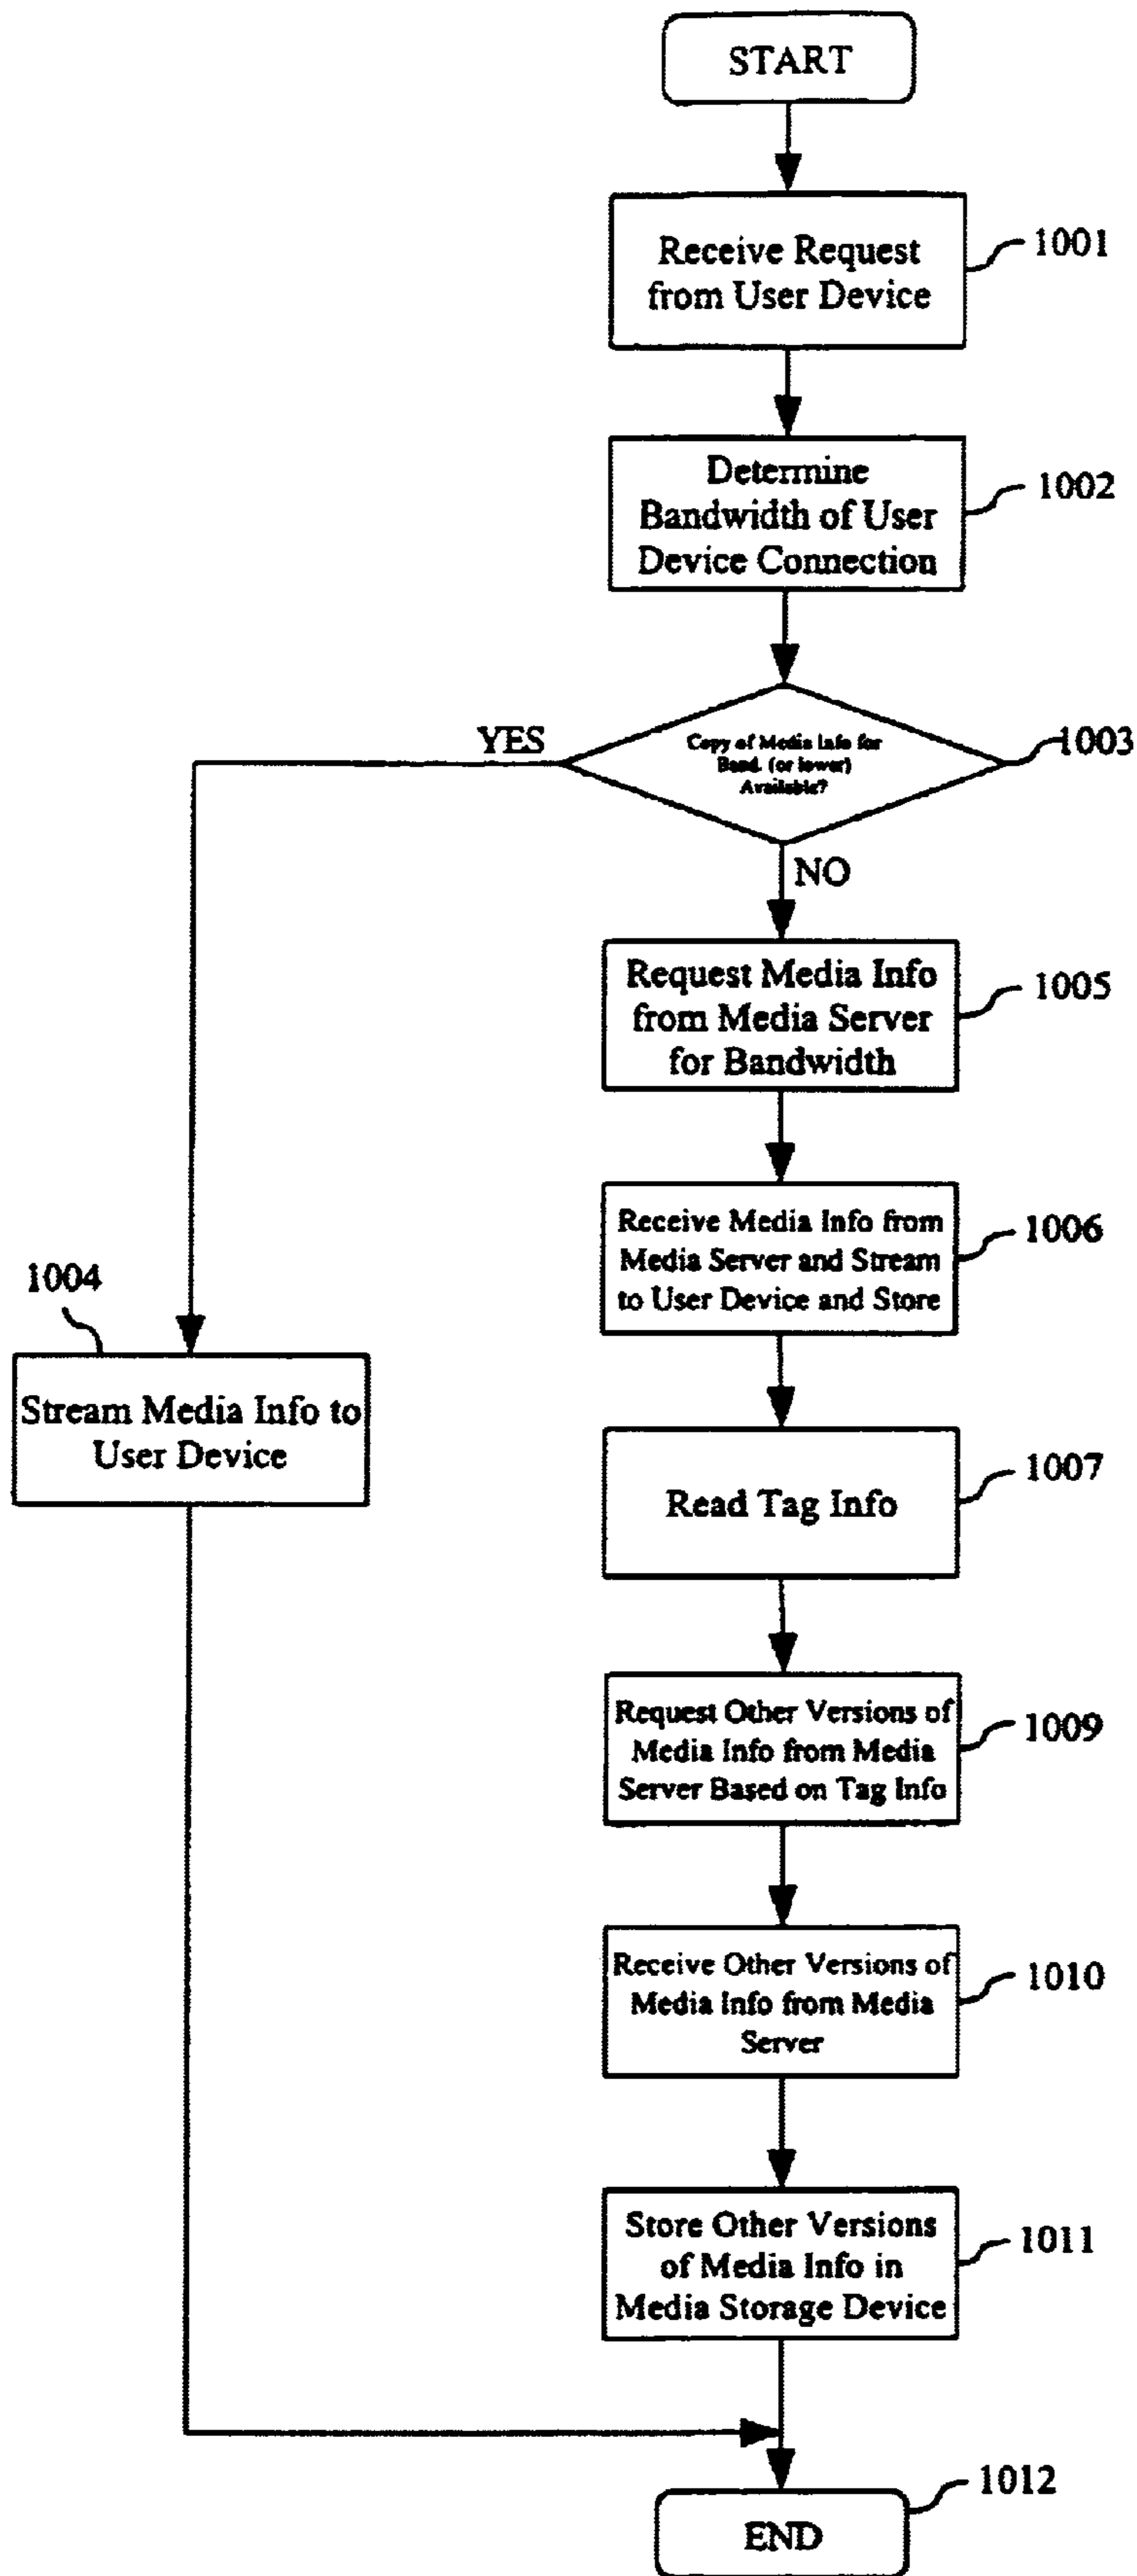 START
Receive Request
from User Device
1001
Determine
Bandwidth of User
Device Connection
1002
YES
Copy of Media Info for
Band. (or lower)
Available?
1003
NO
Request Media Info
from Media Server
for Bandwidth
1005
Receive Media Info from
Media Server and Stream
to User Device and Store
1006
1004
Stream Media Info to
User Device
Read Tag Info
1007
Request Other Versions of
Media Info from Media
Server Based on Tag Info
1009
Receive Other Versions of
Media Info from Media
Server
1010
Store Other Versions
of Media Info in
Media Storage Device
1011
END
1012